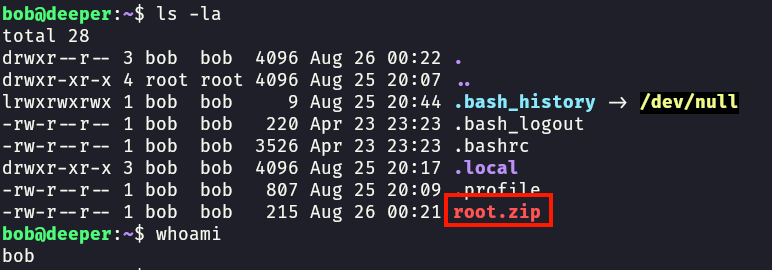 bob@deeper:~$ ls -la
total 28
drwxr--r-- 3 bob  bob  4096 Aug 26 00:22 .
drwxr-xr-x 4 root root 4096 Aug 25 20:07 ..
lrwxrwxrwx 1 bob  bob     9 Aug 25 20:44 .bash_history -> /dev/null
-rw-r--r-- 1 bob  bob   220 Apr 23 23:23 .bash_logout
-rw-r--r-- 1 bob  bob  3526 Apr 23 23:23 .bashrc
drwxr-xr-x 3 bob  bob  4096 Aug 25 20:17 .local
-rw-r--r-- 1 bob  bob   807 Aug 25 20:09 .profile
-rw-r--r-- 1 bob  bob   215 Aug 26 00:21 root.zip
bob@deeper:~$ whoami
bob